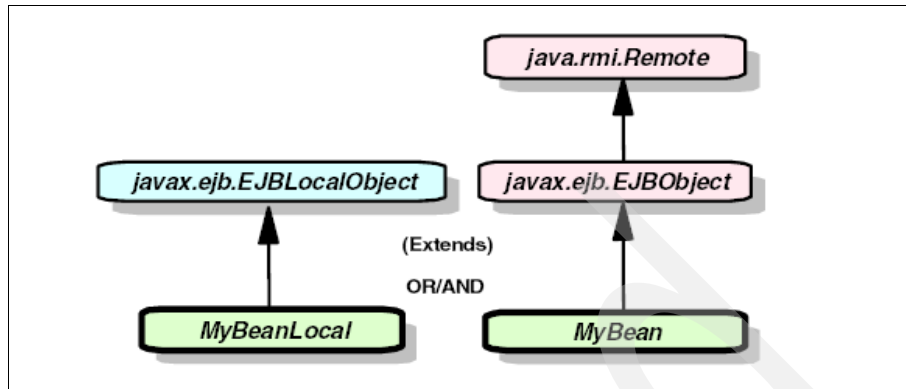 java.rmi.Remote
javax.ejb.EJBLocalObject
javax.ejb.EJBObject
(Extends)
OR/AND
MyBeanLocal
MyBean